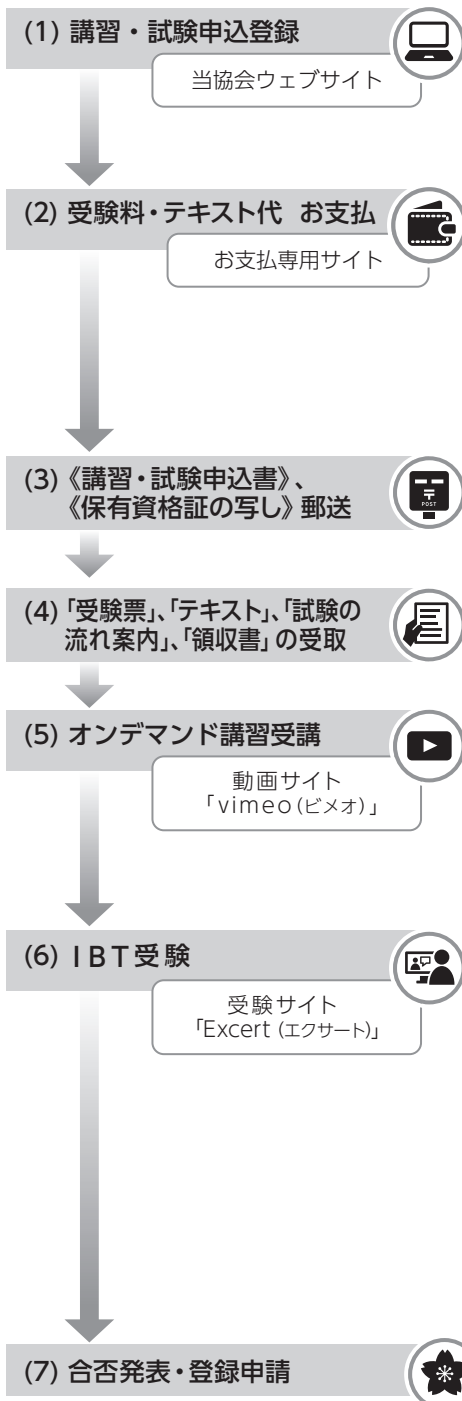 (1) 講習・試験申込登録
当協会ウェブサイト
(2) 受験料・テキスト代 お支払
お支払専用サイト
(3)《講習・試験申込書》、
《保有資格証の写し》郵送
〒
POST
(4)「受験票」、「テキスト」、「試験の
流れ案内」、「領収書」の受取
(5) オンデマンド講習受講
動画サイト
「vimeo(ビメオ)」
(6) IBT受験
受験サイト
「Excert (エクサート)」
(7) 合否発表・登録申請